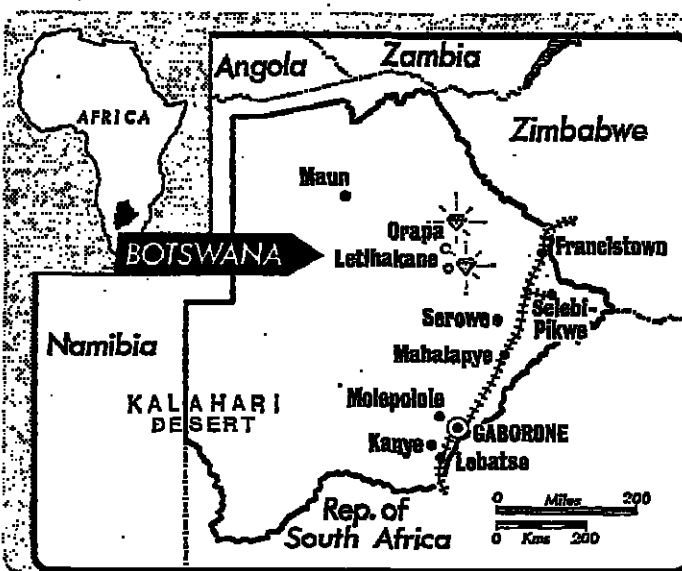 AFRICA
Angola
Zambia
Zimbabwe
Maun
Orapa
BOTSWANA
Letlhakane
Francistown
Serowe
Selebi-
Pikwe
Namibia
Mahalapye
KALAHARI
DESERT
Molepolole
GABORONE
Kanye
Lobatse
Rep. of
South Africa
0 Miles 200
0 Kms 200